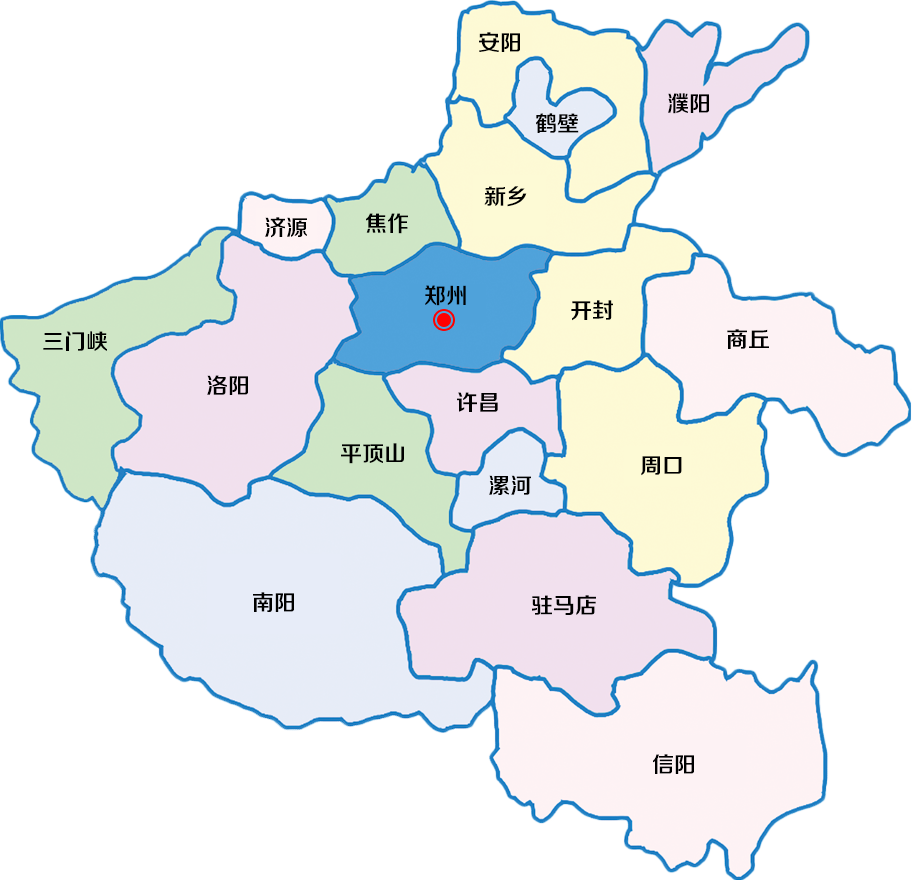 安阳
濮阳
鹤壁
新乡
焦作
济源
郑州
开封
三门峡
商丘
洛阳
许昌
平顶山
周口
漯河
南阳
驻马店
信阳